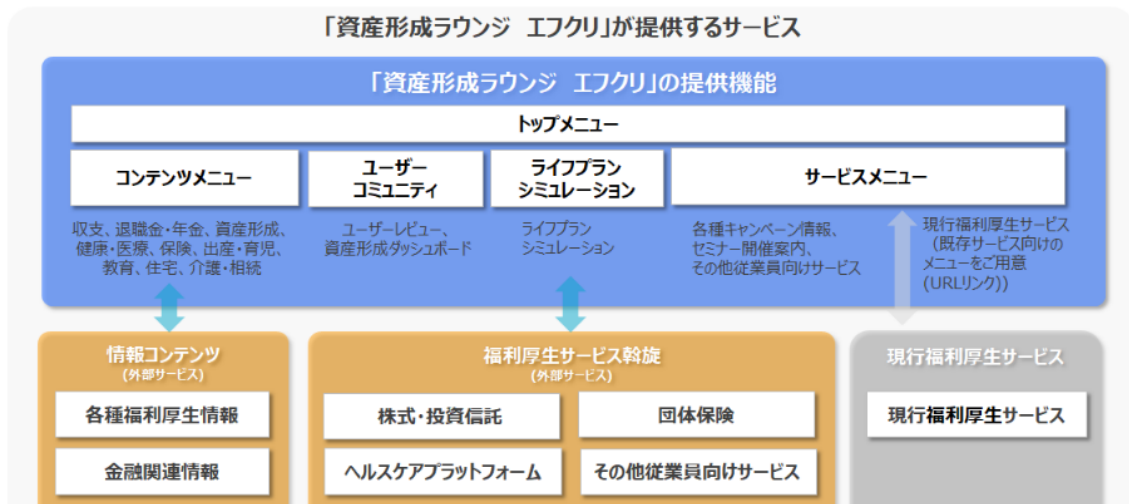 「資産形成ラウンジ　エフクリ」が提供するサービス
「資産形成ラウンジ　エフクリ」の提供機能
トップメニュー
コンテンツメニュー
ユーザー
コミュニティ
ライフプラン
シミュレーション
サービスメニュー
収支、退職金・年金、資産形成、
健康・医療、保険、出産・育児、
教育、住宅、介護・相続
ユーザーレビュー、
資産形成ダッシュボード
ライフプラン
シミュレーション
各種キャンペーン情報、
セミナー開催案内、
その他従業員向けサービス
現行福利厚生サービス
（既存サービス向けの
メニューをご用意
(URLリンク))
情報コンテンツ
(外部サービス)
各種福利厚生情報
金融関連情報
福利厚生サービス斡旋
(外部サービス)
株式・投資信託
団体保険
ヘルスケアプラットフォーム
その他従業員向けサービス
現行福利厚生サービス
現行福利厚生サービス